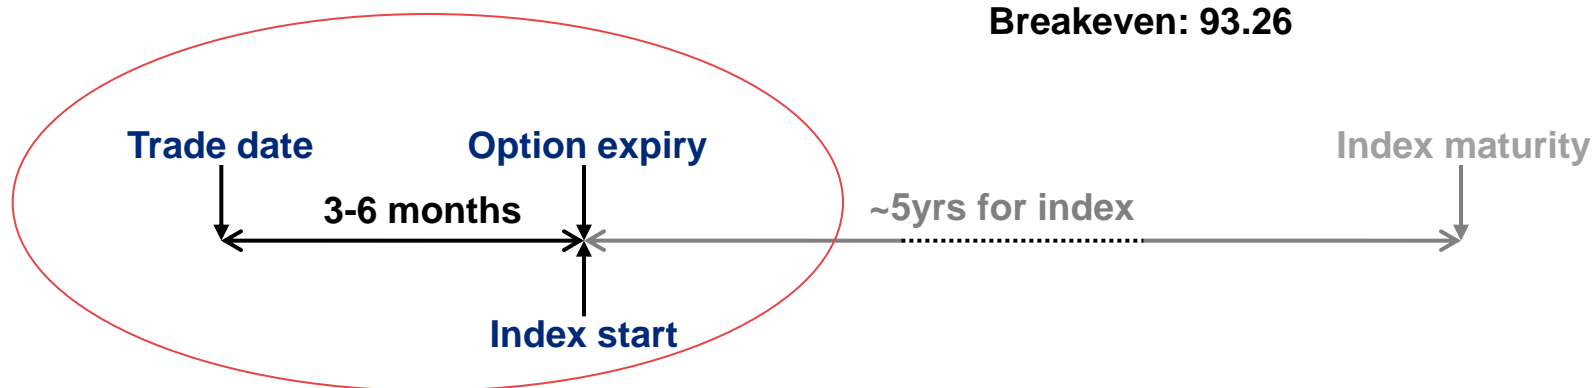 Breakeven: 93.26
Trade date
Option expiry
Index maturity
3-6 months
~5yrs for index
Index start